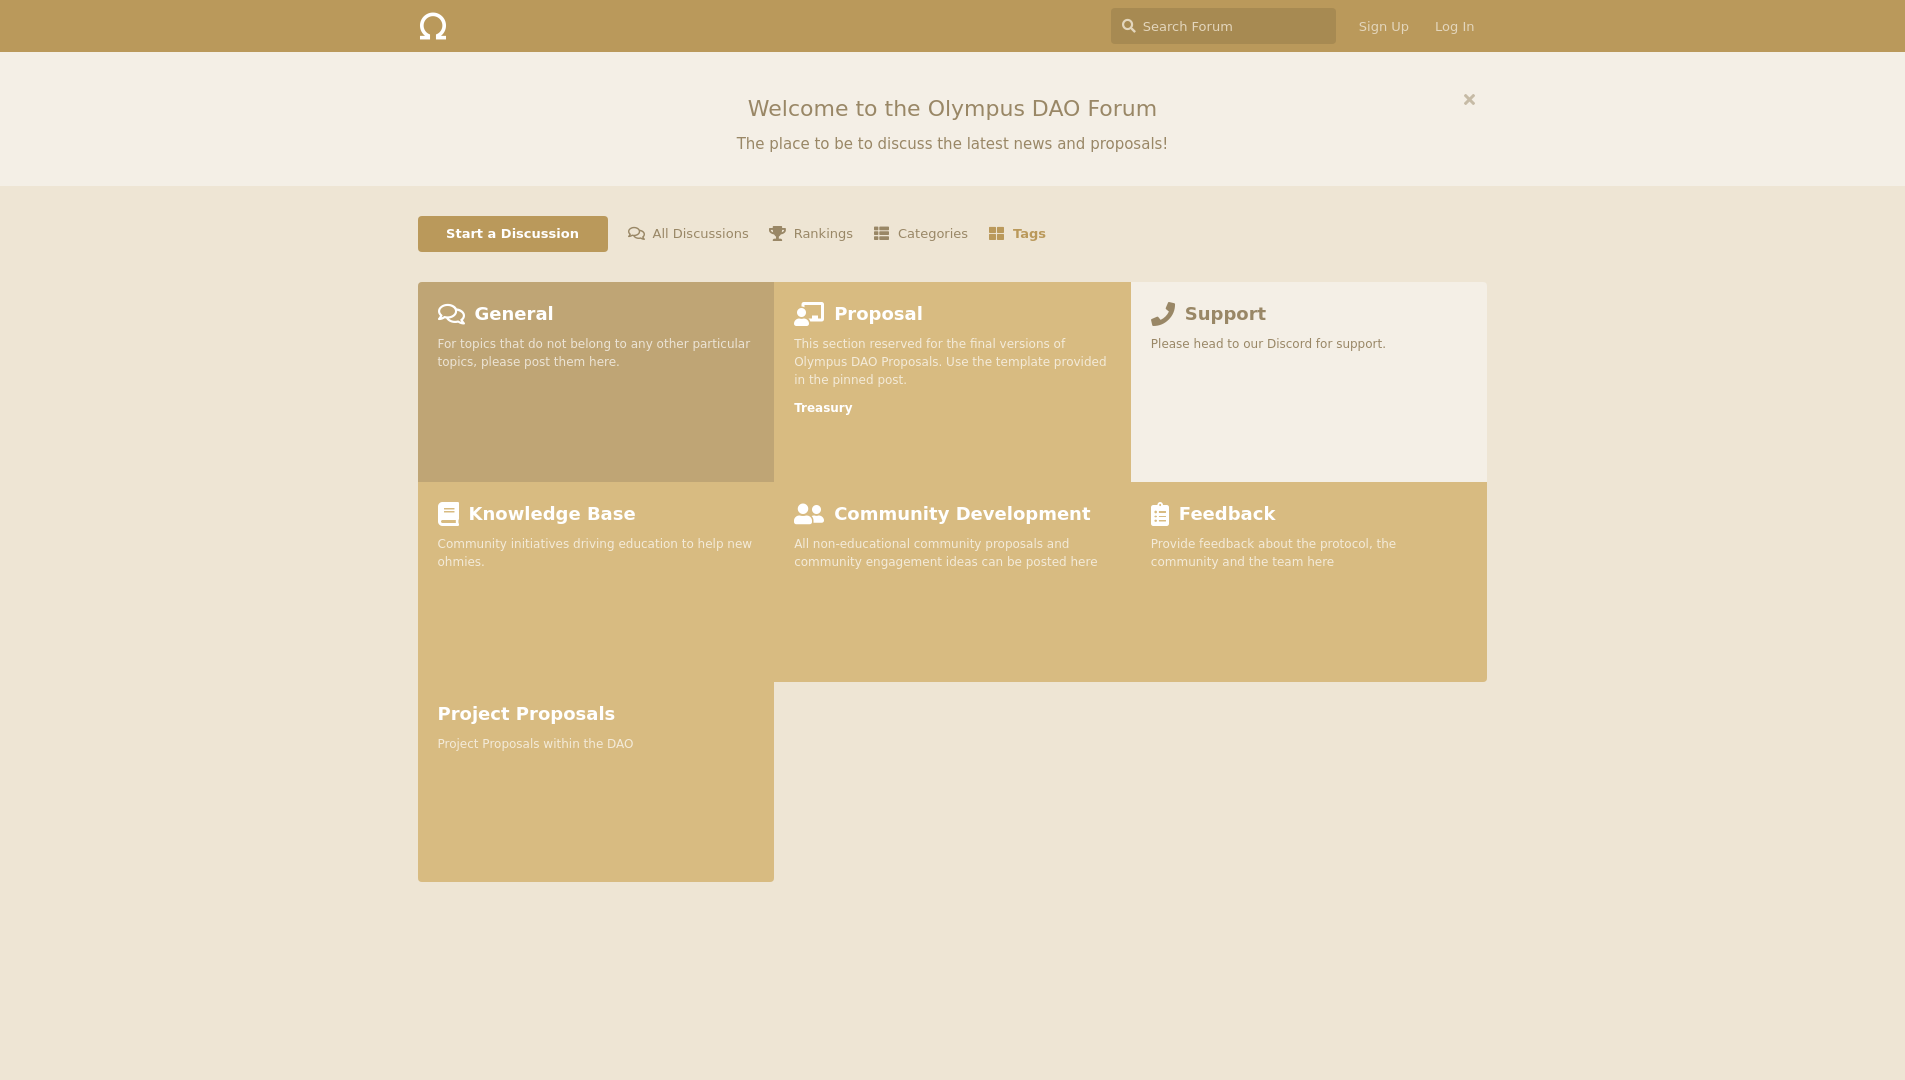 Ω
Search Forum
Sign Up
Log In
Welcome to the Olympus DAO Forum
The place to be to discuss the latest news and proposals!
Start a Discussion
All Discussions
Rankings
Categories
Tags
General
For topics that do not belong to any other particular
topics, please post them here.
Proposal
This section reserved for the final versions of
Olympus DAO Proposals. Use the template provided
in the pinned post.
Treasury
Support
Please head to our Discord for support.
Knowledge Base
Community initiatives driving education to help new
ohmies.
Community Development
All non-educational community proposals and
community engagement ideas can be posted here
Feedback
Provide feedback about the protocol, the
community and the team here
Project Proposals
Project Proposals within the DAO